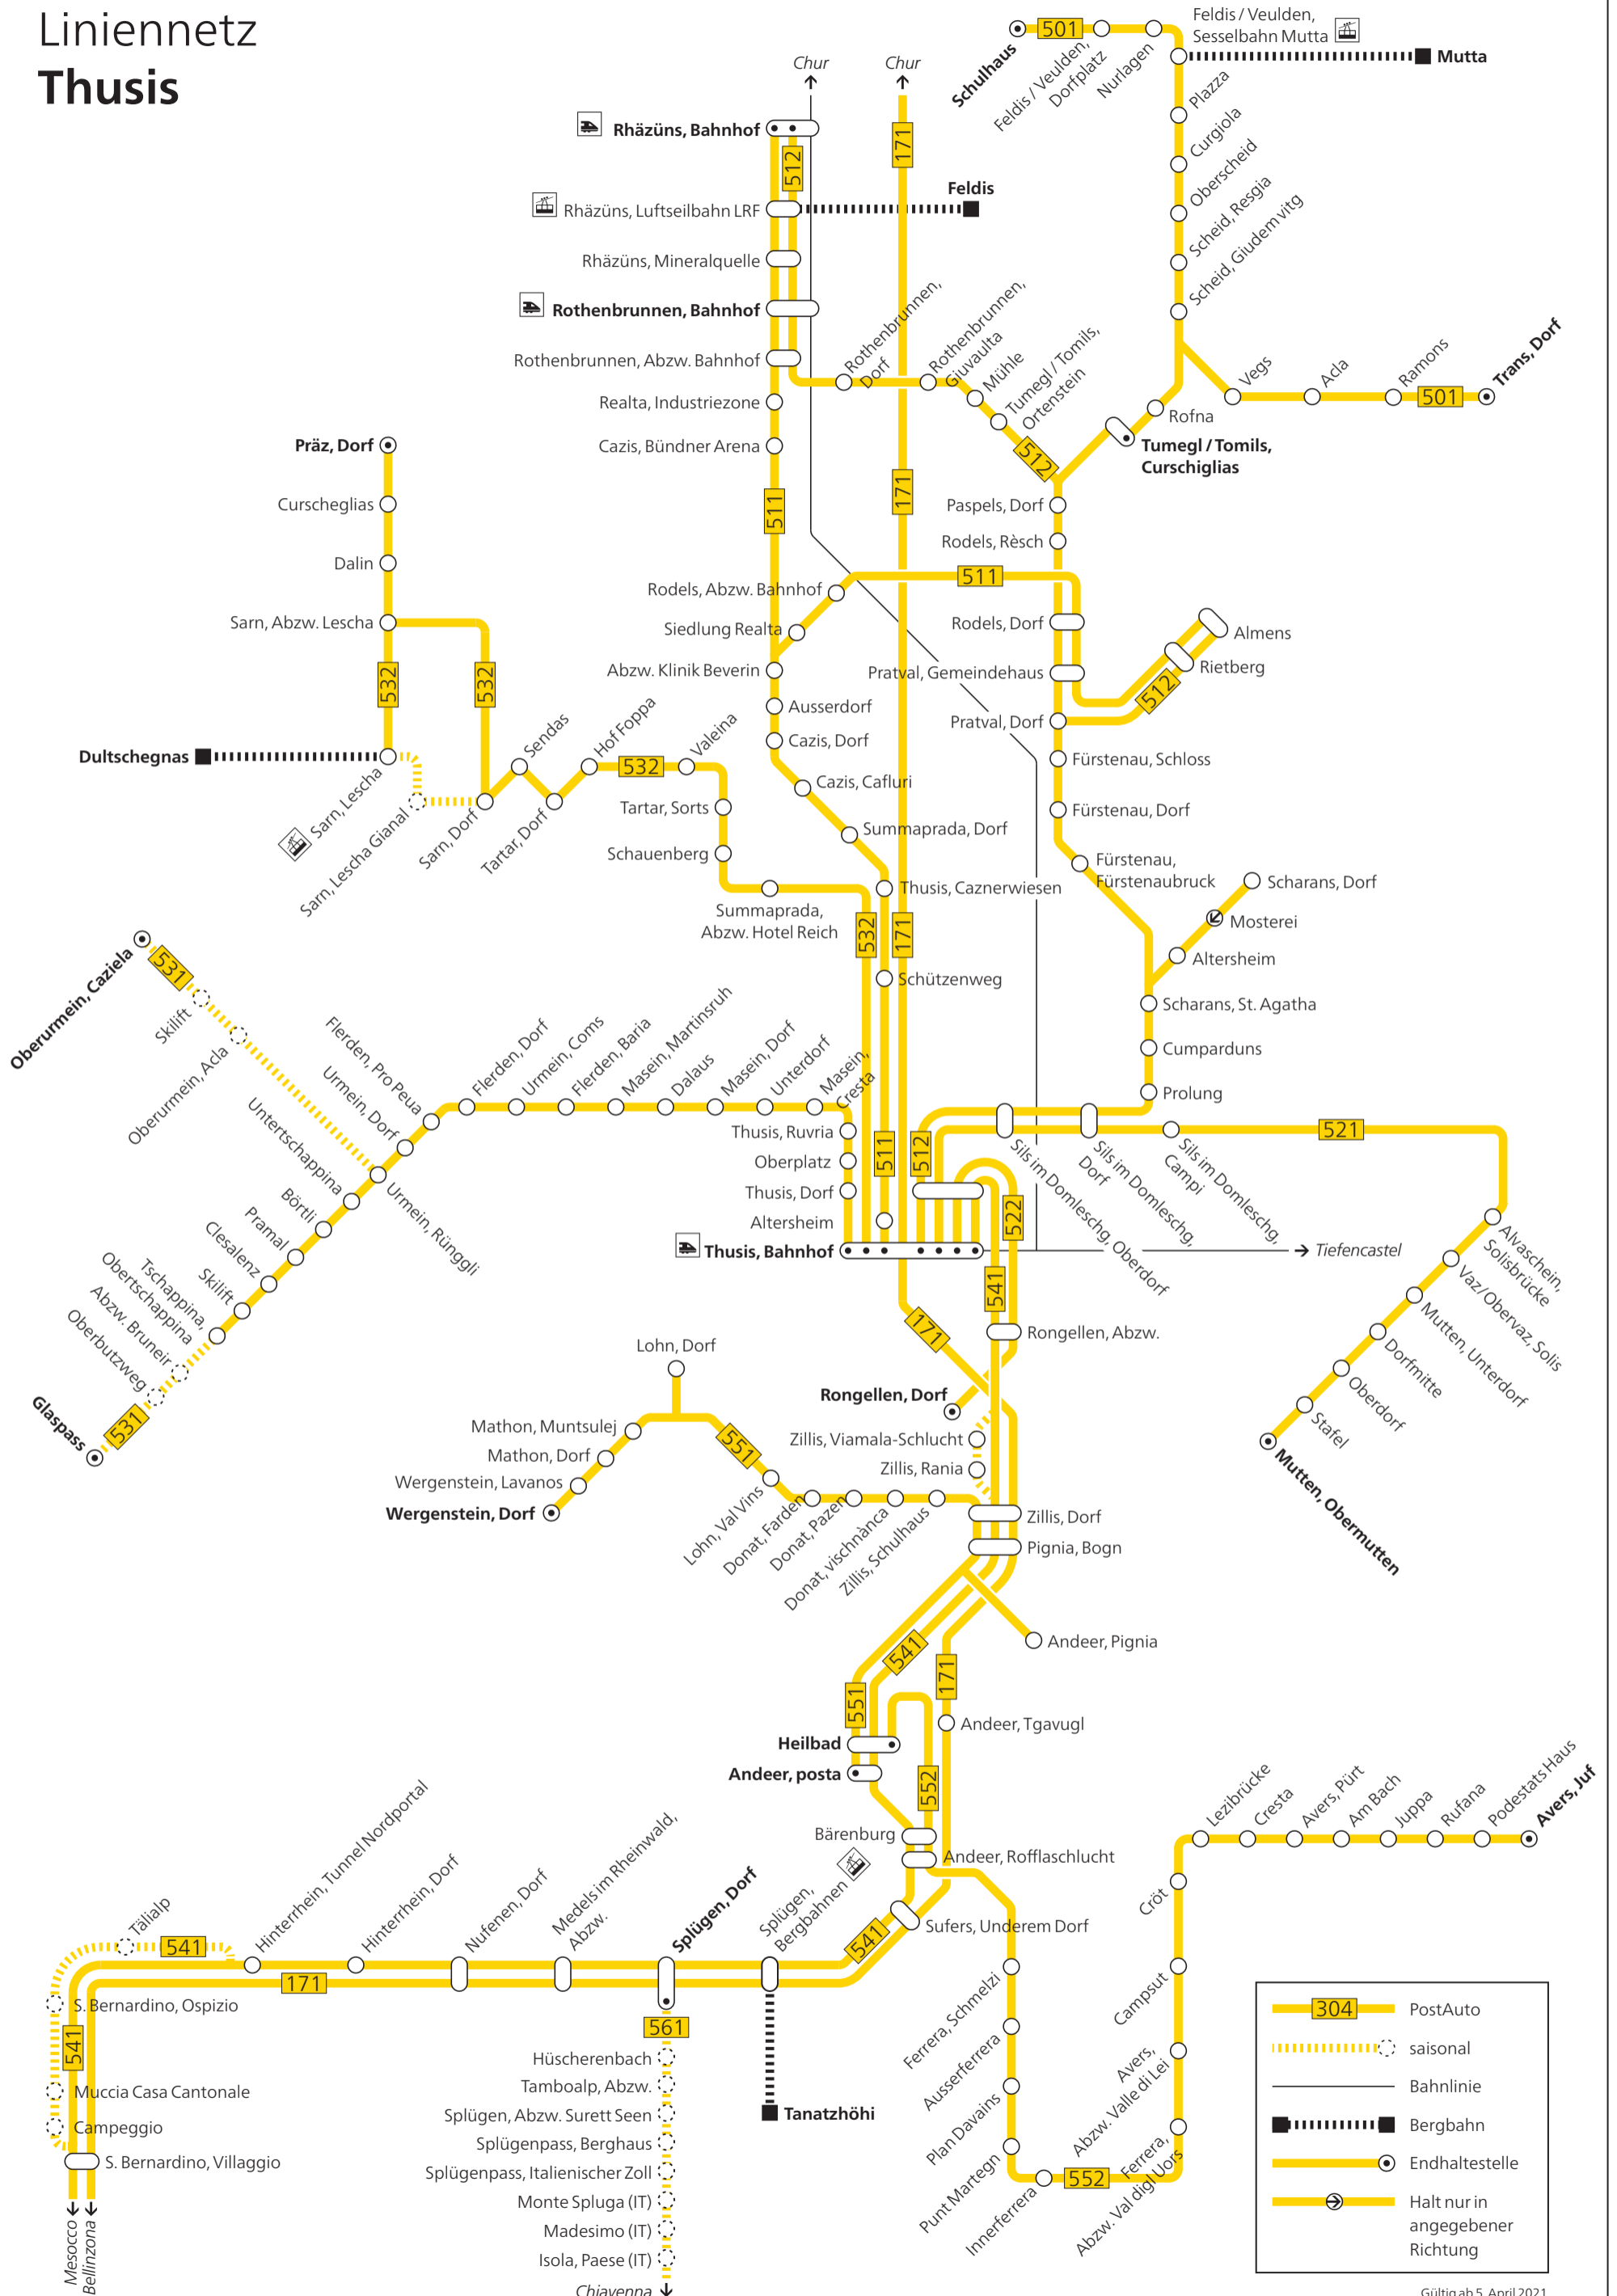 Liniennetz
Thusis
Chur
Chur
Schulhaus
501
Feldis / Veulden,
Dorfplatz
Nurlagen
Feldis / Veulden,
Sesselbahn Mutta
Mutta
Plazza
Curgiola
Oberscheid
Scheid, Resgia
Scheid, Giudem vitg
Vegs
Acla
Ramons
501
Trans, Dorf
Rofna
Tumegl / Tomils,
Curschiglias
Rhäzüns, Bahnhof
512
171
Rhäzüns, Luftseilbahn LRF
Feldis
Rhäzüns, Mineralquelle
Rothenbrunnen, Bahnhof
Rothenbrunnen, Abzw. Bahnhof
Rothenbrunnen,
Dorf
Rothenbrunnen,
Giuvaulta
Mühle
Tumegl / Tomils,
Ortenstein
512
Realta, Industriezone
Cazis, Bündner Arena
511
171
Paspels, Dorf
Rodels, Rèsch
511
Rodels, Abzw. Bahnhof
Siedlung Realta
Abzw. Klinik Beverin
Rodels, Dorf
Pratval, Gemeindehaus
Almens
Rietberg
512
Pratval, Dorf
Fürstenau, Schloss
Fürstenau, Dorf
Fürstenau,
Fürstenaubruck
Scharans, Dorf
Mosterei
Altersheim
Scharans, St. Agatha
Cumparduns
Prolung
Ausserdorf
Cazis, Dorf
Cazis, Cafluri
Summaprada, Dorf
Thusis, Caznerwiesen
Schützenweg
Präz, Dorf
Curscheglias
Dalin
Sarn, Abzw. Lescha
532
532
Dultschegnas
Sarn, Lescha
Sarn, Lescha Gianal
Sarn, Dorf
Sendas
Tartar, Dorf
Hof Foppa
532
Valeina
Tartar, Sorts
Schauenberg
Summaprada,
Abzw. Hotel Reich
532
171
Oberurmein, Caziela
531
Skilift
Oberurmein, Acla
Flerden, Pro Peua
Urmein, Dorf
Urmein, Rünggli
Untertschappina
Börtli
Pramal
Clesalenz
Skilift
Tschappina,
Obertschappina
Abzw. Bruneir
Oberbutzweg
531
Glaspass
Flerden, Dorf
Urmein, Coms
Flerden, Baria
Masein, Martinsruh
Dalaus
Masein, Dorf
Unterdorf
Masein,
Cresta
Thusis, Ruvria
Oberplatz
Thusis, Dorf
Altersheim
511
512
Thusis, Bahnhof
Tiefencastel
522
541
171
Sils im Domleschg, Oberdorf
Sils im Domleschg,
Dorf
Sils im Domleschg,
Campi
521
Alvaschein,
Solisbrücke
Vaz/Obervaz, Solis
Mutten, Unterdorf
Dorfmitte
Oberdorf
Stafel
Mutten, Obermutten
Rongellen, Abzw.
Rongellen, Dorf
Zillis, Viamala-Schlucht
Zillis, Rania
Zillis, Dorf
Pignia, Bogn
Lohn, Dorf
Mathon, Muntsulej
Mathon, Dorf
Wergenstein, Lavanos
Wergenstein, Dorf
551
Lohn, Val Vins
Donat, Farden
Donat, Pazen
Donat, vischnànca
Zillis, Schulhaus
Andeer, Pignia
541
551
171
Andeer, Tgavugl
Heilbad
Andeer, posta
552
Bärenburg
Andeer, Rofflaschlucht
Sufers, Underem Dorf
541
Splügen,
Bergbahnen
Splügen, Dorf
Medels im Rheinwald,
Abzw.
Nufenen, Dorf
Hinterrhein, Dorf
Hinterrhein, Tunnel Nordportal
Tälialp
541
171
S. Bernardino, Ospizio
541
Muccia Casa Cantonale
Campeggio
S. Bernardino, Villaggio
Mesocco
Bellinzona
561
Hüscherenbach
Tamboalp, Abzw.
Splügen, Abzw. Surett Seen
Splügenpass, Berghaus
Splügenpass, Italienischer Zoll
Monte Spluga (IT)
Madesimo (IT)
Isola, Paese (IT)
Chiavenna
Tanatzhöhi
Ferrera, Schmelzi
Ausserferrera
Plan Davains
Punt Martegn
Innerferrera
552
Ferrera,
Abzw. Val digl Uors
Avers,
Abzw. Valle di Lei
Campsut
Cröt
Lezibrücke
Cresta
Avers, Pürt
Am Bach
Juppa
Rufana
Podestats Haus
Avers, Juf
304
PostAuto
saisonal
Bahnlinie
Bergbahn
Endhaltestelle
Halt nur in
angegebener
Richtung
Gültig ab 5. April 2021